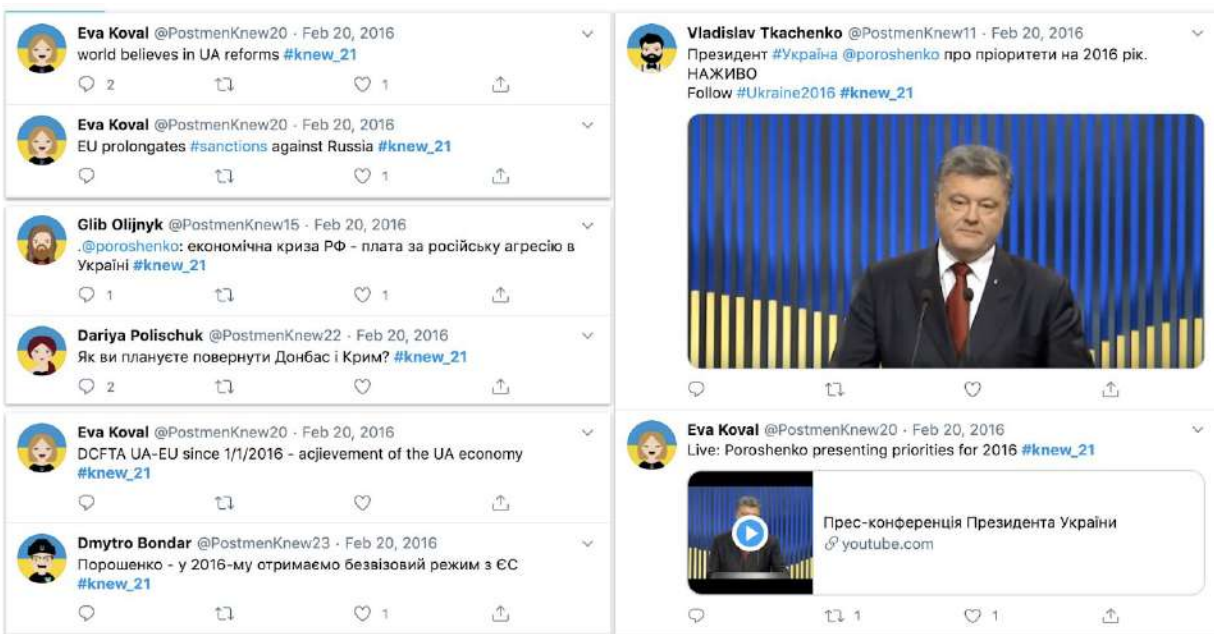 Eva Koval @PostmenKnew20 · Feb 20, 2016
world believes in UA reforms #knew_21
2 1
Eva Koval @PostmenKnew20 · Feb 20, 2016
EU prolongates #sanctions against Russia #knew_21
1
Glib Olijnyk @PostmenKnew15 · Feb 20, 2016
.@poroshenko: економічна криза РФ - плата за російську агресію в
Україні #knew_21
1 1
Dariya Polischuk @PostmenKnew22 · Feb 20, 2016
Як ви плануєте повернути Донбас і Крим? #knew_21
2
Eva Koval @PostmenKnew20 · Feb 20, 2016
DCFTA UA-EU since 1/1/2016 - acjievement of the UA economy
#knew_21
Dmytro Bondar @PostmenKnew23 · Feb 20, 2016
Порошенко - у 2016-му отримаємо безвізовий режим з ЄС
#knew_21
1
Vladislav Tkachenko @PostmenKnew11 · Feb 20, 2016
Президент #Україна @poroshenko про пріоритети на 2016 рік.
НАЖИВО
Follow #Ukraine2016 #knew_21
Eva Koval @PostmenKnew20 · Feb 20, 2016
Live: Poroshenko presenting priorities for 2016 #knew_21
Прес-конференція Президента України
youtube.com
1 1